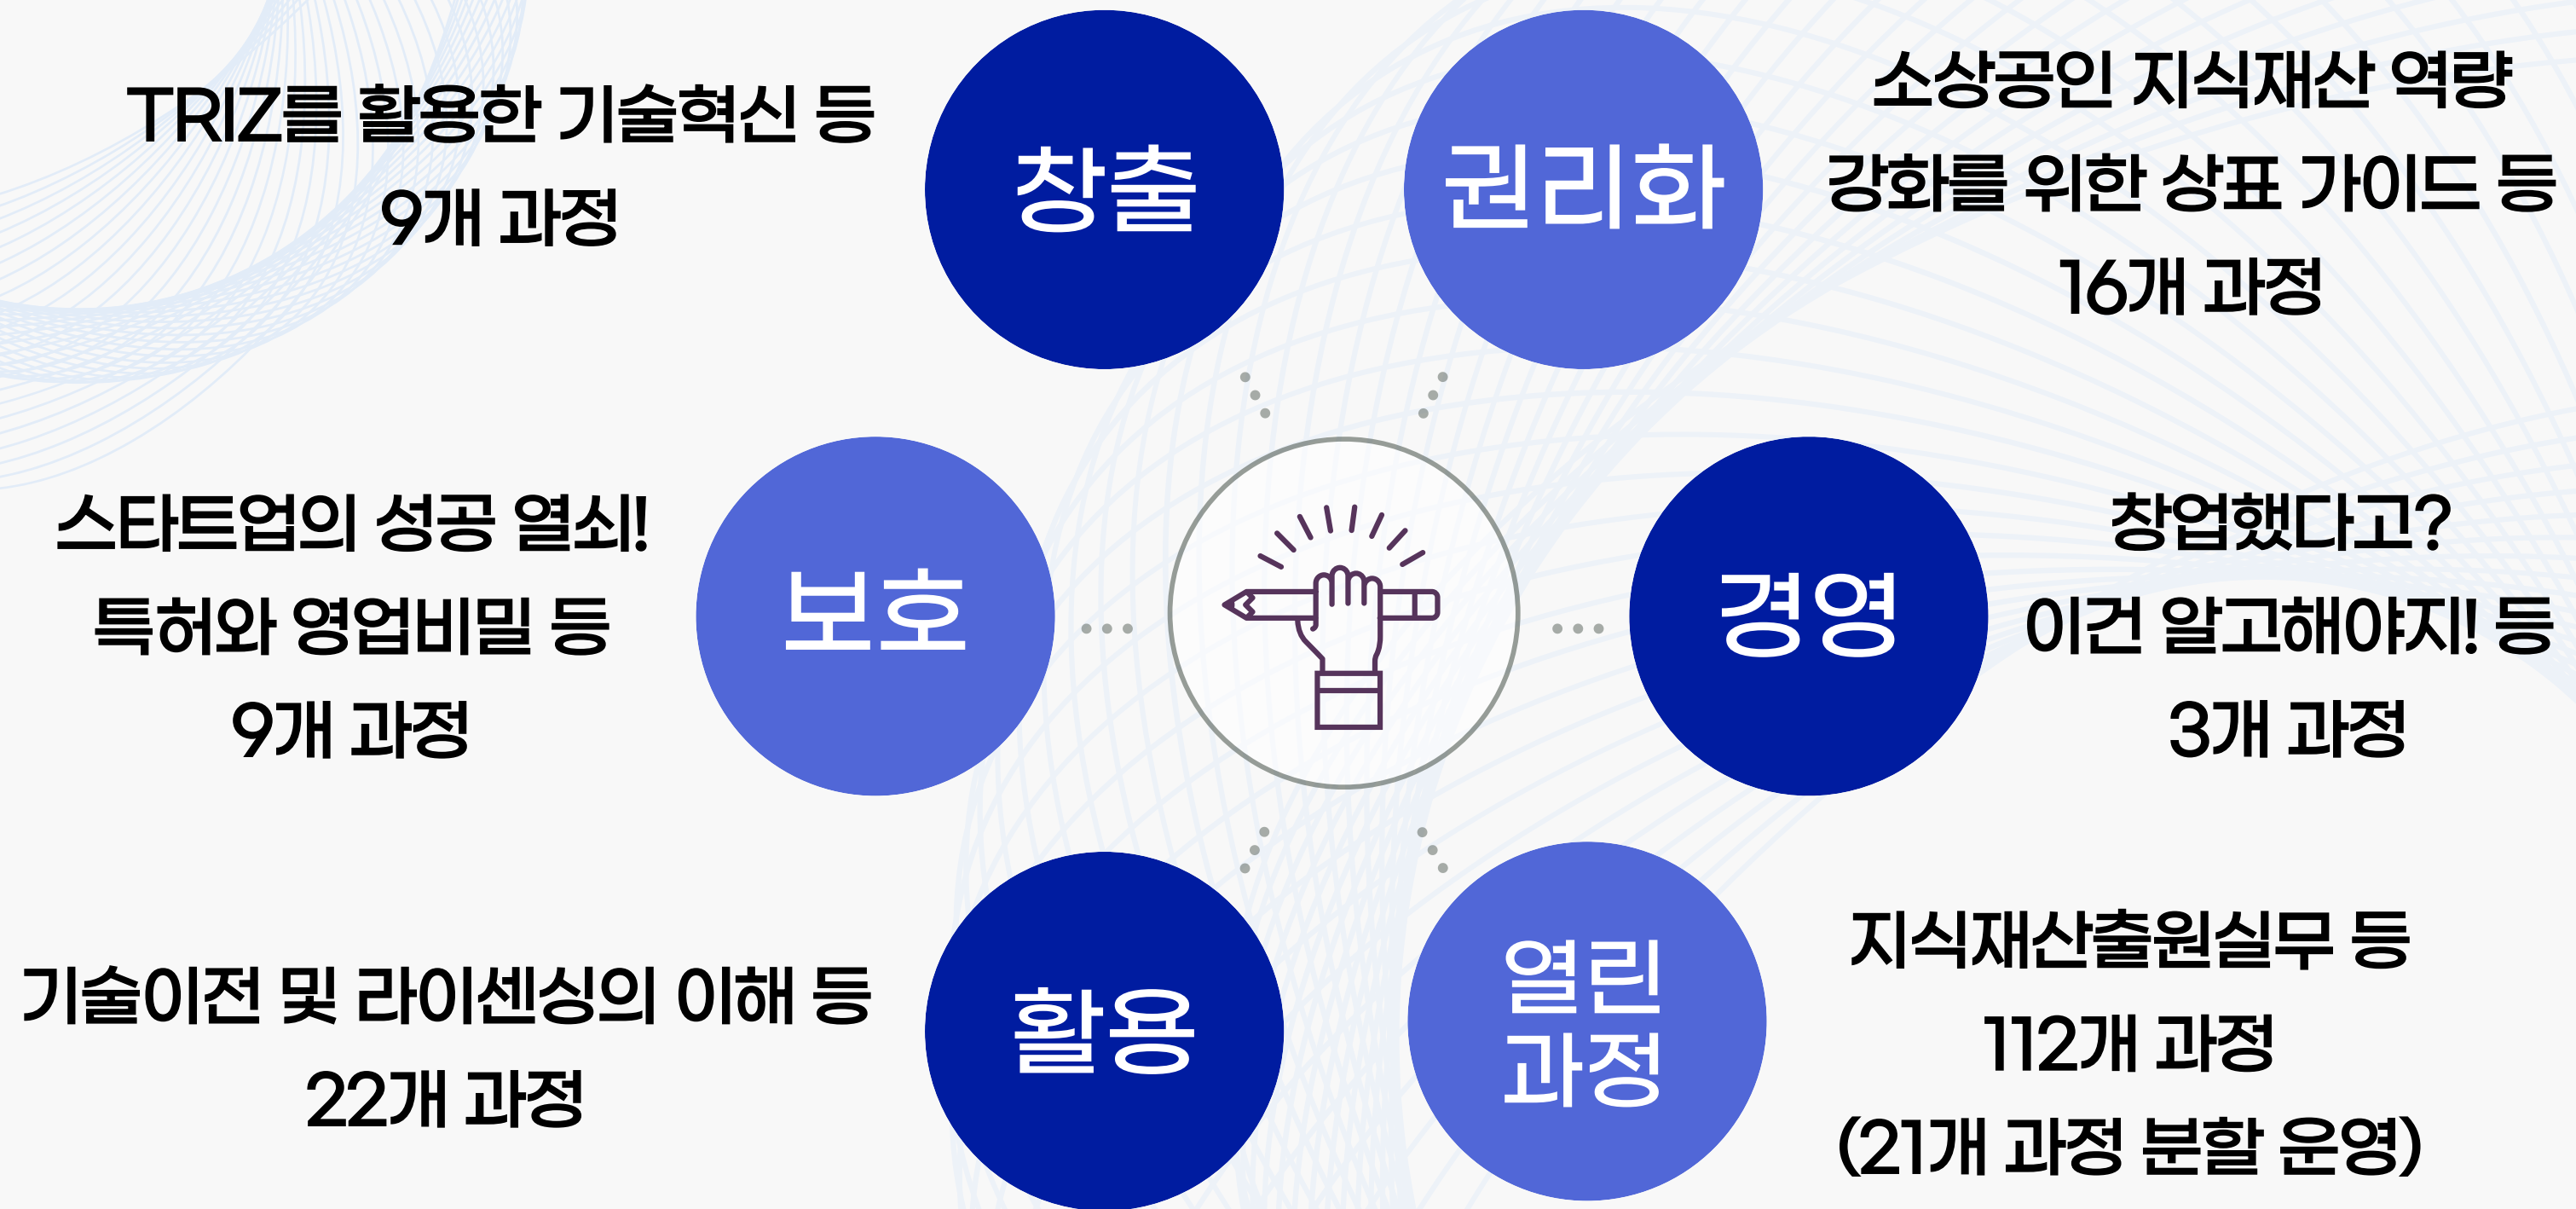 TRIZ를 활용한 기술혁신 등
9개 과정
창출
권리화
소상공인 지식재산 역량
강화를 위한 상표 가이드 등
16개 과정
스타트업의 성공 열쇠!
특허와 영업비밀 등
9개 과정
보호
경영
창업했다고?
이건 알고해야지! 등
3개 과정
기술이전 및 라이센싱의 이해 등
22개 과정
활용
열린
과정
지식재산출원실무 등
112개 과정
(21개 과정 분할 운영)